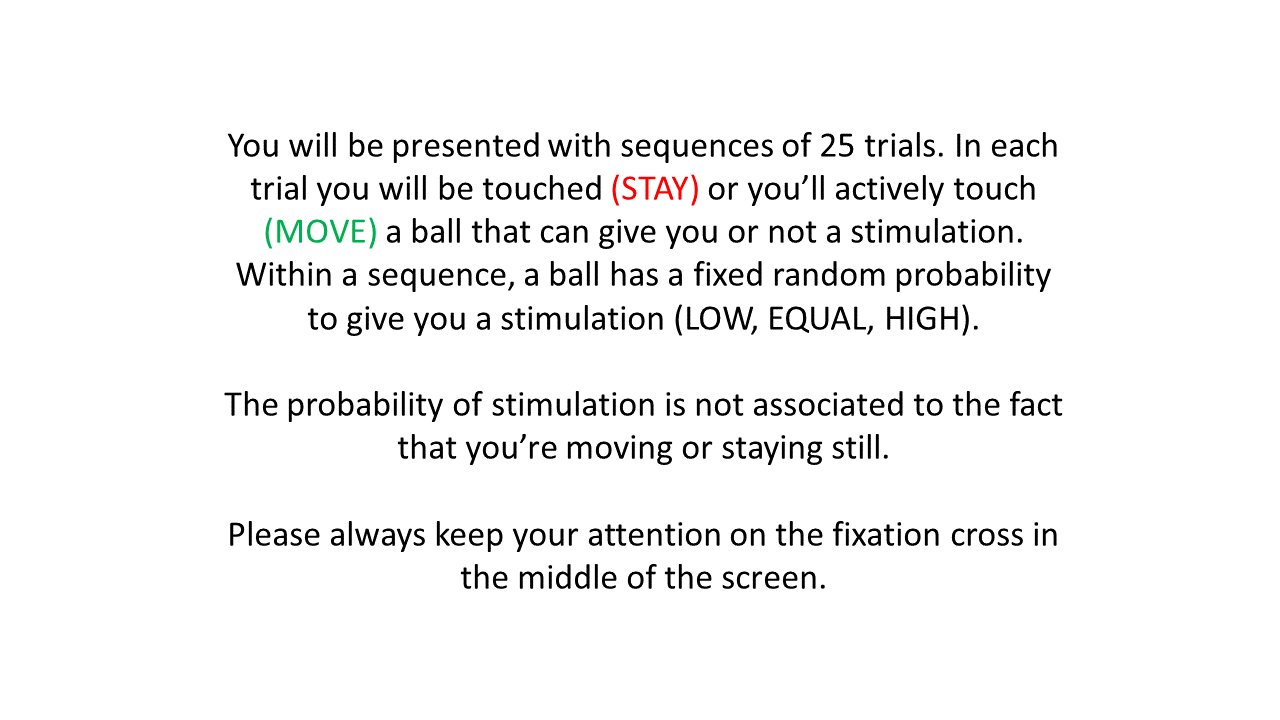 You will be presented with sequences of 25 trials. In each
trial you will be touched (STAY) or you’ll actively touch
(MOVE) a ball that can give you or not a stimulation.
Within a sequence, a ball has a fixed random probability
to give you a stimulation (LOW, EQUAL, HIGH).
The probability of stimulation is not associated to the fact
that you’re moving or staying still.
Please always keep your attention on the fixation cross in
the middle of the screen.